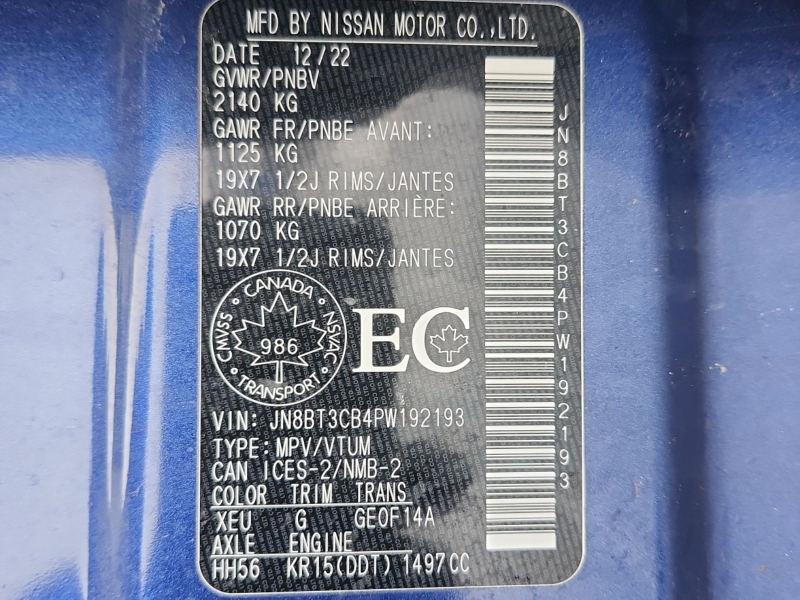 MFD BY NISSAN MOTOR CO.,LTD.
DATE 12/22
GVWR/PNBV
2140 KG
GAWR FR/PNBE AVANT:
1125 KG
19X7 1/2J RIMS/JANTES
GAWR RR/PNBE ARRIÈRE:
1070 KG
19X7 1/2J RIMS/JANTES
CANADA
CMVSS 986 NSVAC
TRANSPORT
EC
VIN: JN8BT3CB4PW192193
TYPE: MPV/VTUM
CAN ICES-2/NMB-2
COLOR TRIM TRANS
XEU G GE0F14A
AXLE ENGINE
HH56 KR15(DDT) 1497CC
JN8BT3CB4PW192193